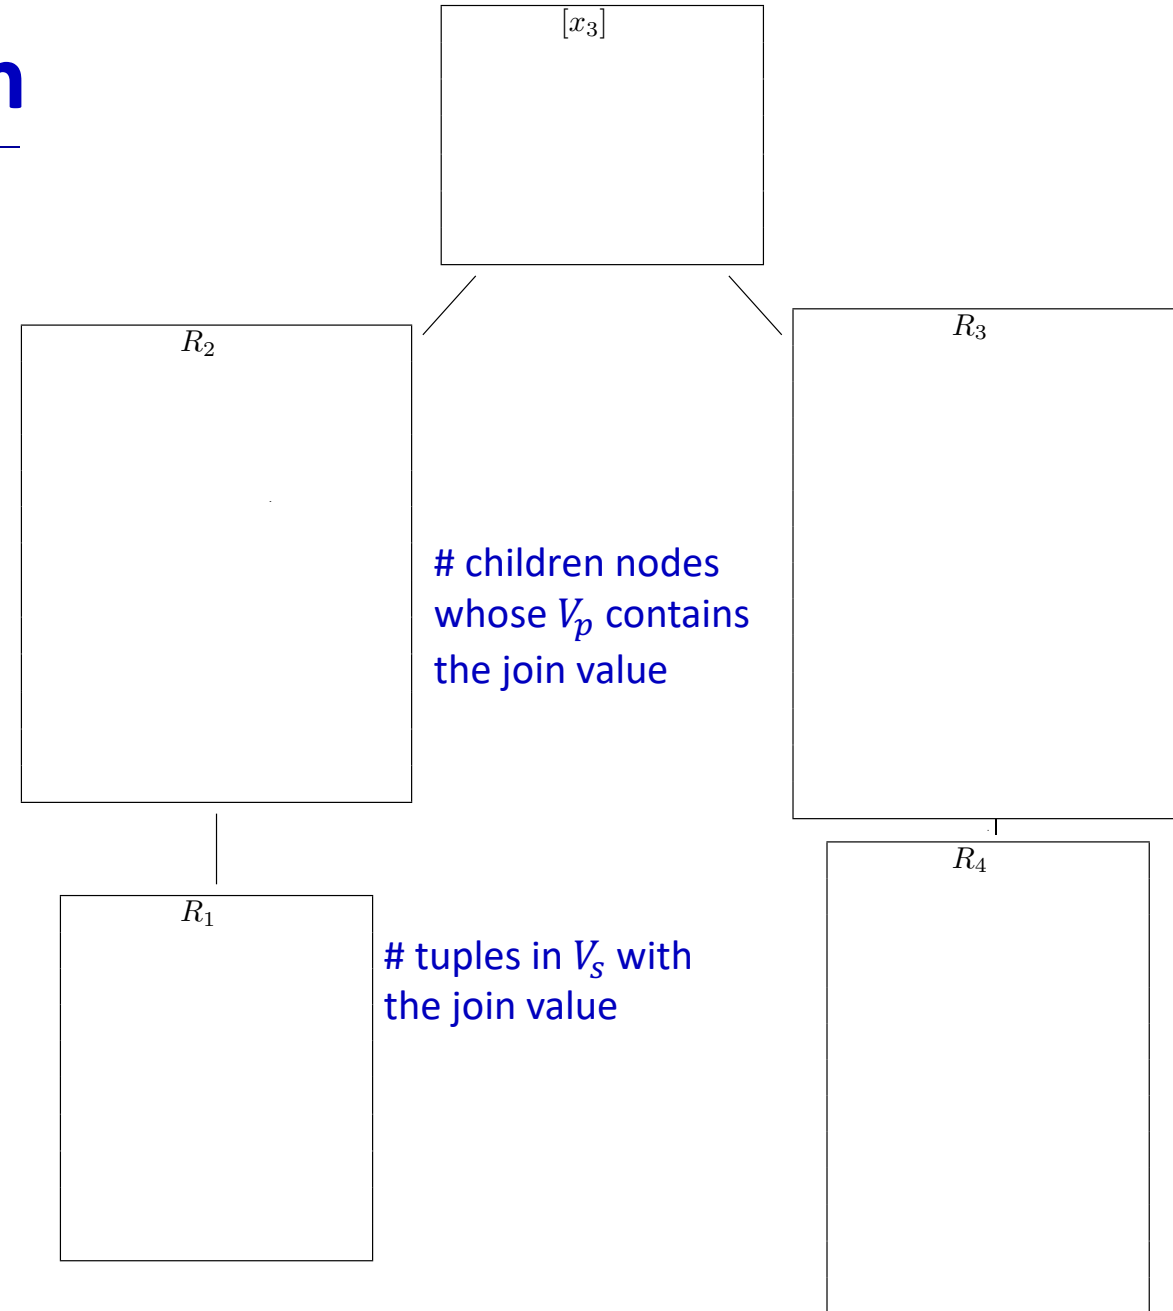 [x₃]
R₂
R₃
# children nodes
whose Vₚ contains
the join value
R₄
R₁
# tuples in Vₛ with
the join value